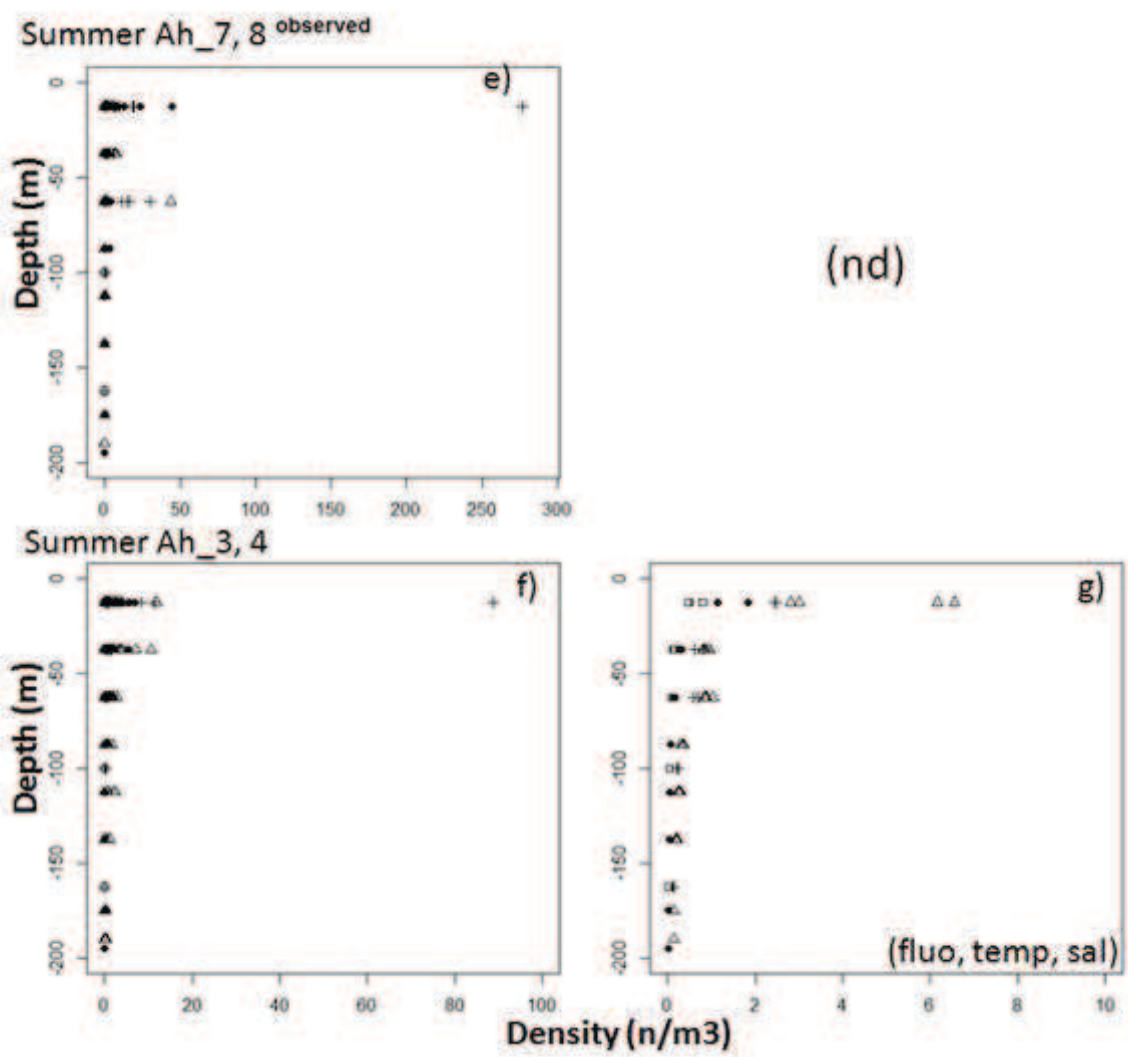 Summer Ah_7, 8 observed
e)
Depth (m)
0
-50
-100
-150
-200
0 50 100 150 200 250 300
(nd)
Summer Ah_3, 4
f)
Depth (m)
0
-50
-100
-150
-200
0 20 40 60 80 100
g)
0
-50
-100
-150
-200
(fluo, temp, sal)
0 2 4 6 8 10
Density (n/m3)